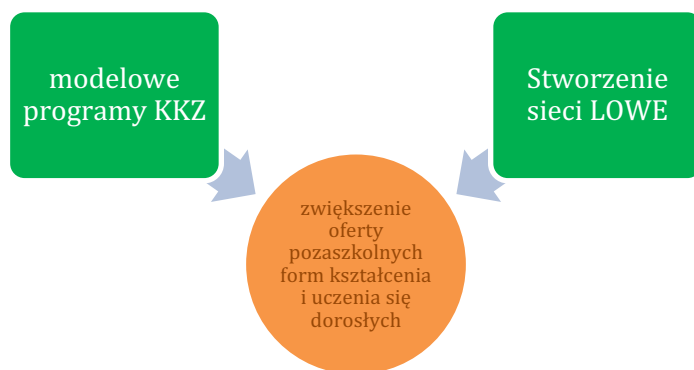 modelowe
programy KKZ
Stworzenie
sieci LOWE
zwiększenie
oferty
pozaszkolnych
form kształcenia
i uczenia się
dorosłych